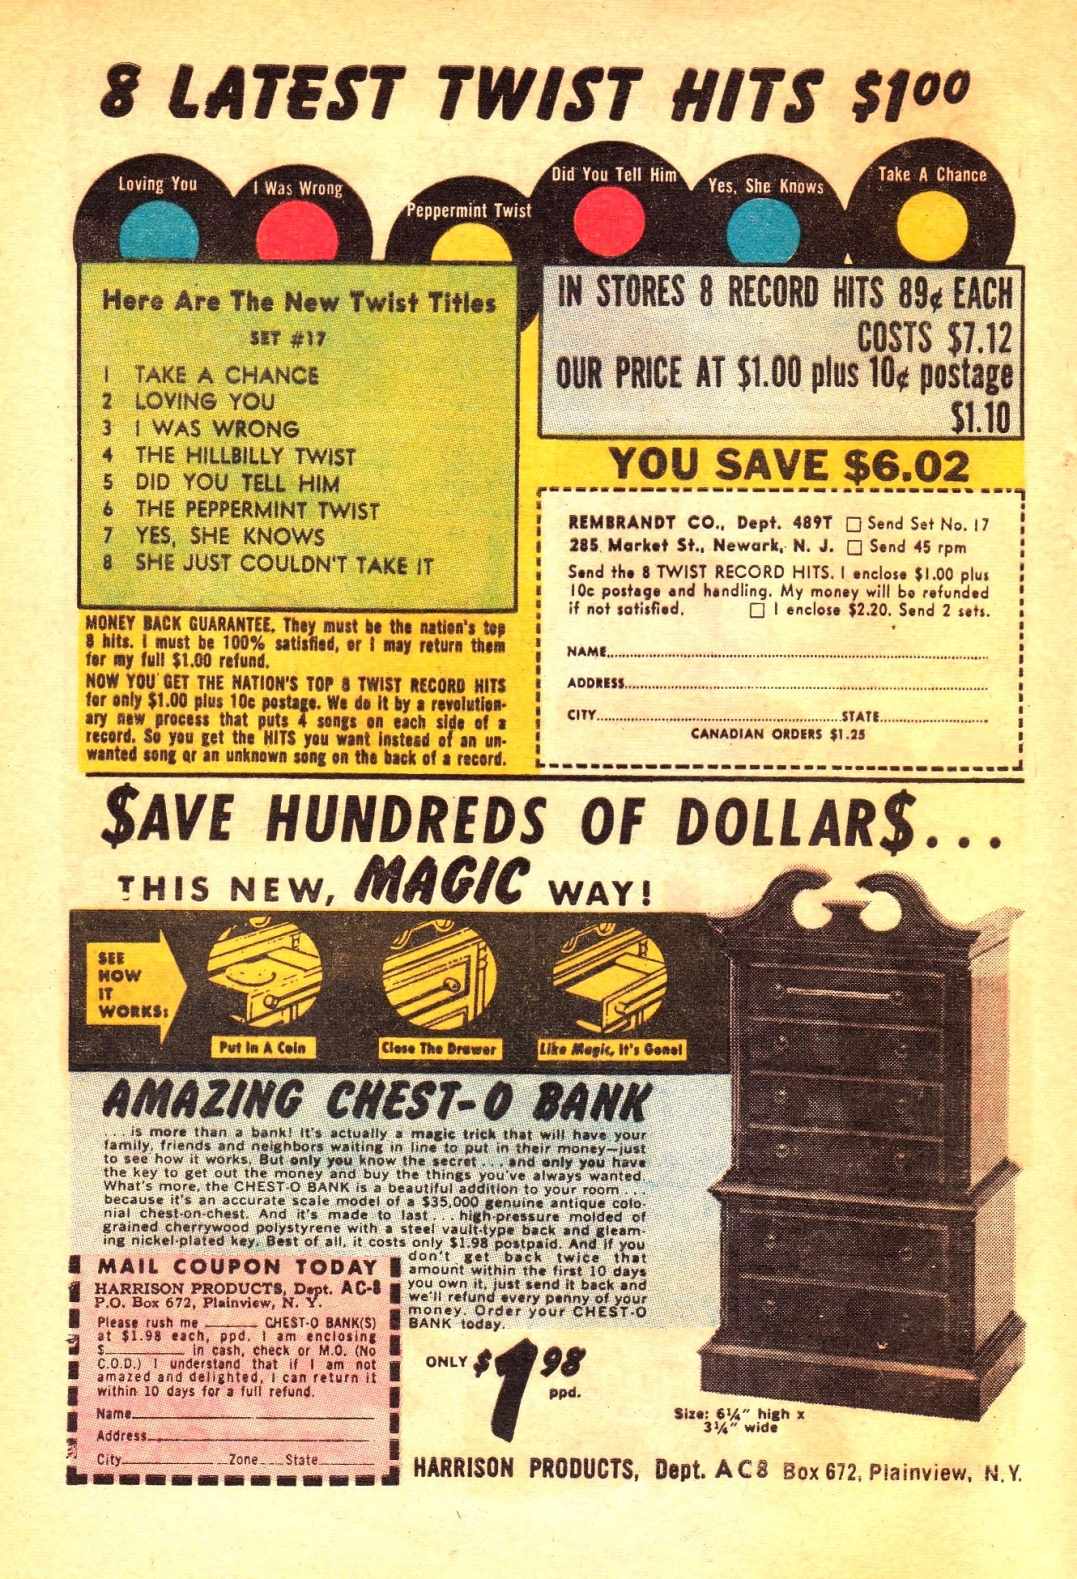 8 LATEST TWIST HITS $1 00
Loving You
I Was Wrong
Peppermint Twist
Did You Tell Him
Yes, She Knows
Take A Chance
Here Are The New Twist Titles
SET #17
1 TAKE A CHANCE
2 LOVING YOU
3 I WAS WRONG
4 THE HILLBILLY TWIST
5 DID YOU TELL HIM
6 THE PEPPERMINT TWIST
7 YES, SHE KNOWS
8 SHE JUST COULDN'T TAKE IT
MONEY BACK GUARANTEE. They must be the nation's top
8 hits. I must be 100% satisfied, or I may return them
for my full $1.00 refund.
NOW YOU GET THE NATION'S TOP 8 TWIST RECORD HITS
for only $1.00 plus 10c postage. We do it by a revolution-
ary new process that puts 4 songs on each side of a
record. So you get the HITS you want instead of an un-
wanted song or an unknown song on the back of a record.
IN STORES 8 RECORD HITS 89¢ EACH
COSTS $7.12
OUR PRICE AT $1.00 plus 10¢ postage
$1.10
YOU SAVE $6.02
REMBRANDT CO., Dept. 489T □ Send Set No. 17
285 Market St., Newark, N. J. □ Send 45 rpm
Send the 8 TWIST RECORD HITS. I enclose $1.00 plus
10c postage and handling. My money will be refunded
if not satisfied. □ I enclose $2.20. Send 2 sets.
NAME
ADDRESS
CITY STATE
CANADIAN ORDERS $1.25
$AVE HUNDREDS OF DOLLAR$...
THIS NEW, MAGIC WAY!
SEE
HOW
IT
WORKS:
Put In A Coin
Close The Drawer
Like Magic, It's Gone!
AMAZING CHEST-O BANK
...is more than a bank! It's actually a magic trick that will have your
family, friends and neighbors waiting in line to put in their money—just
to see how it works. But only you know the secret...and only you have
the key to get out the money and buy the things you've always wanted.
What's more, the CHEST-O BANK is a beautiful addition to your room...
because it's an accurate scale model of a $35,000 genuine antique colo-
nial chest-on-chest. And it's made to last...high-pressure molded of
grained cherrywood polystyrene with a steel vault-type back and gleam-
ing nickel-plated key. Best of all, it costs only $1.98 postpaid. And if you
don't get back twice that
amount within the first 10 days
you own it, just send it back and
we'll refund every penny of your
money. Order your CHEST-O
BANK today.
MAIL COUPON TODAY
HARRISON PRODUCTS, Dept. AC-8
P.O. Box 672, Plainview, N. Y.
Please rush me ______ CHEST-O BANK(S)
at $1.98 each, ppd. I am enclosing
$______ in cash, check or M.O. (No
C.O.D.) I understand that if I am not
amazed and delighted, I can return it
within 10 days for a full refund.
Name
Address
City Zone State
ONLY $1 98
ppd.
Size: 6¼" high x
3¼" wide
HARRISON PRODUCTS, Dept. AC8 Box 672, Plainview, N.Y.